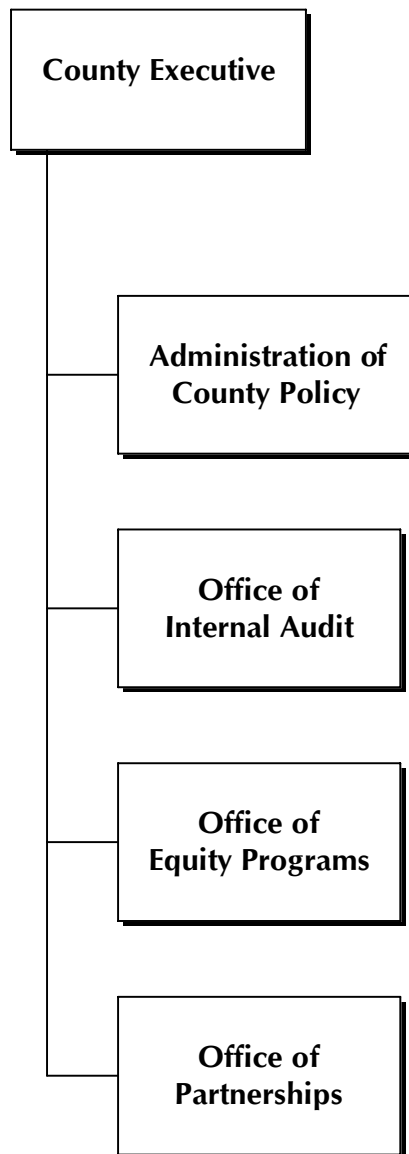 County Executive
Administration of
County Policy
Office of
Internal Audit
Office of
Equity Programs
Office of
Partnerships